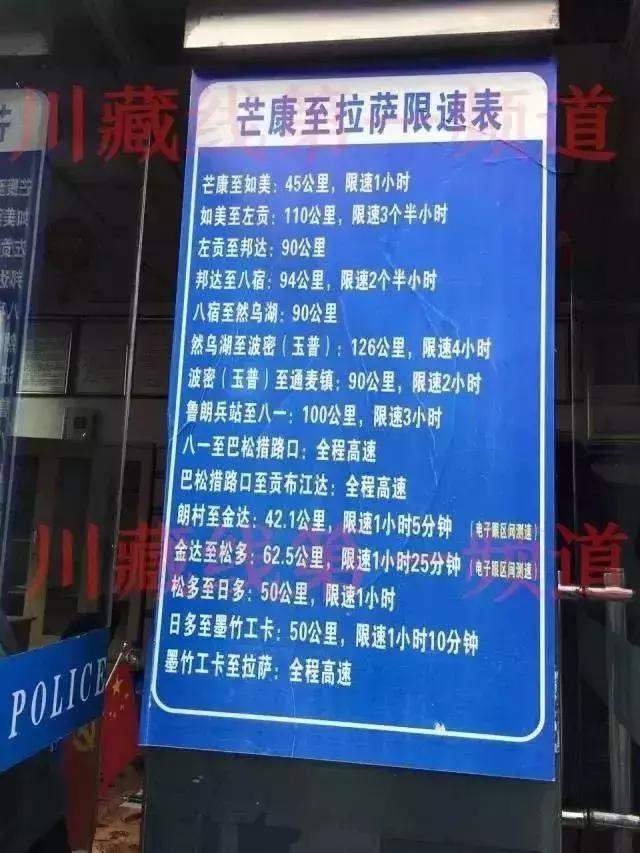 芒康至拉萨限速表
芒康至如美：45公里，限速1小时
如美至左贡：110公里，限速3个半小时
左贡至邦达：90公里
邦达至八宿：94公里，限速2个半小时
八宿至然乌湖：90公里
然乌湖至波密（玉普）：126公里，限速4小时
波密（玉普）至通麦镇：90公里，限速2小时
鲁朗兵站至八一：100公里，限速3小时
八一至巴松措路口：全程高速
巴松措路口至贡布江达：全程高速
朗村至金达：42.1公里，限速1小时5分钟（电子眼区间测速）
金达至松多：62.5公里，限速1小时25分钟（电子眼区间测速）
松多至日多：50公里，限速1小时
日多至墨竹工卡：50公里，限速1小时10分钟
墨竹工卡至拉萨：全程高速
POLICE
川藏线第一频道
川藏线第一频道